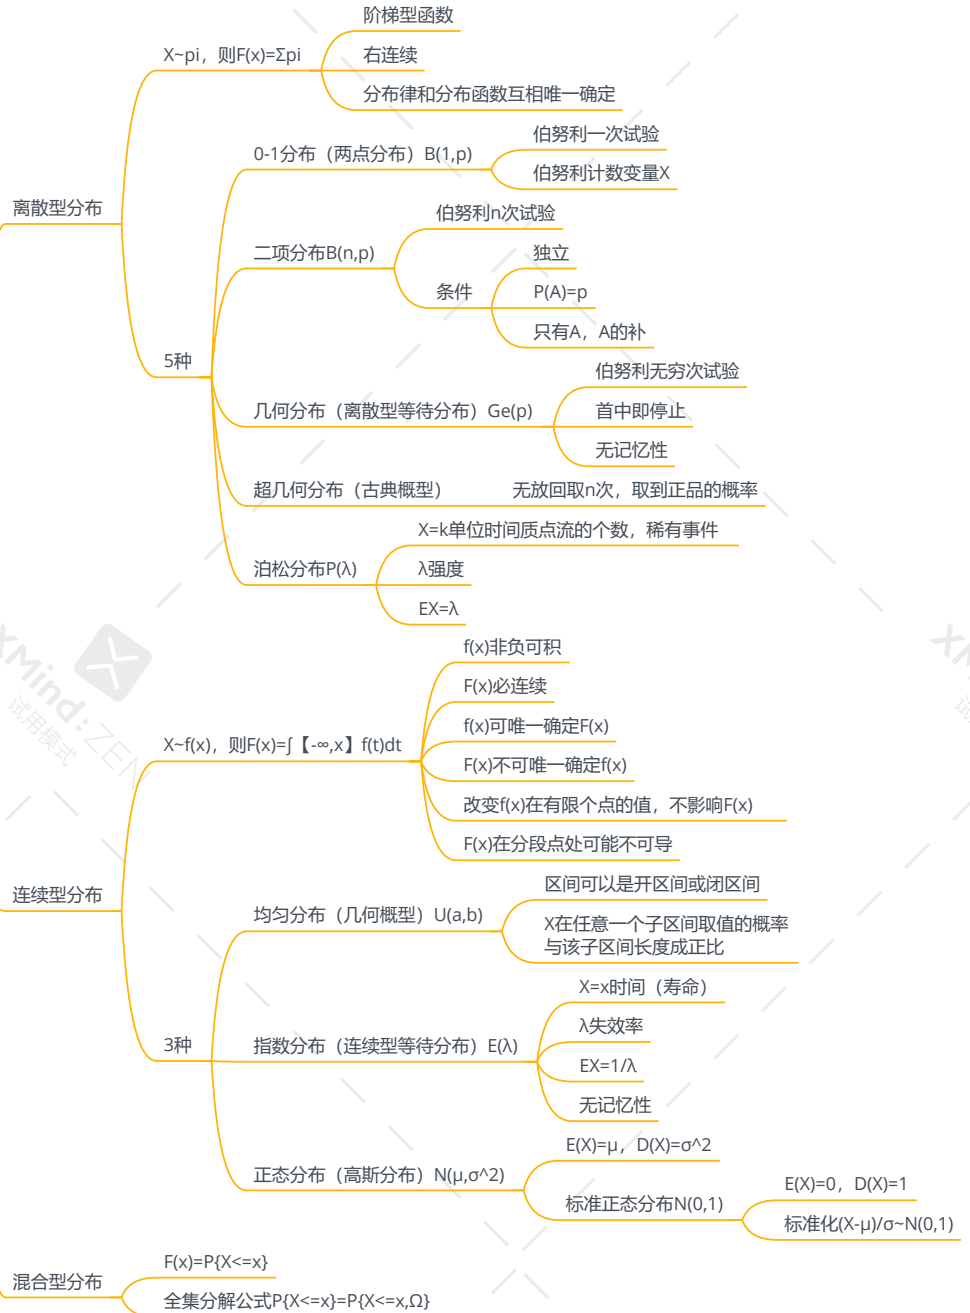 阶梯型函数
X~pi，则F(x)=Σpi
右连续
分布律和分布函数互相唯一确定
伯努利一次试验
0-1分布（两点分布）B(1,p)
伯努利计数变量X
离散型分布
伯努利n次试验
二项分布B(n,p)
独立
条件
P(A)=p
只有A，A的补
5种
伯努利无穷次试验
几何分布（离散型等待分布）Ge(p)
首中即停止
无记忆性
超几何分布（古典概型）
无放回取n次，取到正品的概率
X=k单位时间质点流的个数，稀有事件
泊松分布P(λ)
λ强度
EX=λ
f(x)非负可积
F(x)必连续
f(x)可唯一确定F(x)
X~f(x)，则F(x)=∫【-∞,x】f(t)dt
F(x)不可唯一确定f(x)
改变f(x)在有限个点的值，不影响F(x)
F(x)在分段点处可能不可导
连续型分布
区间可以是开区间或闭区间
均匀分布（几何概型）U(a,b)
X在任意一个子区间取值的概率
与该子区间长度成正比
3种
X=x时间（寿命）
λ失效率
指数分布（连续型等待分布）E(λ)
EX=1/λ
无记忆性
E(X)=μ，D(X)=σ^2
正态分布（高斯分布）N(μ,σ^2)
标准正态分布N(0,1)
E(X)=0，D(X)=1
标准化(X-μ)/σ~N(0,1)
混合型分布
F(x)=P{X<=x}
全集分解公式P{X<=x}=P{X<=x,Ω}
XMind:ZEN
试用模式
XM
试